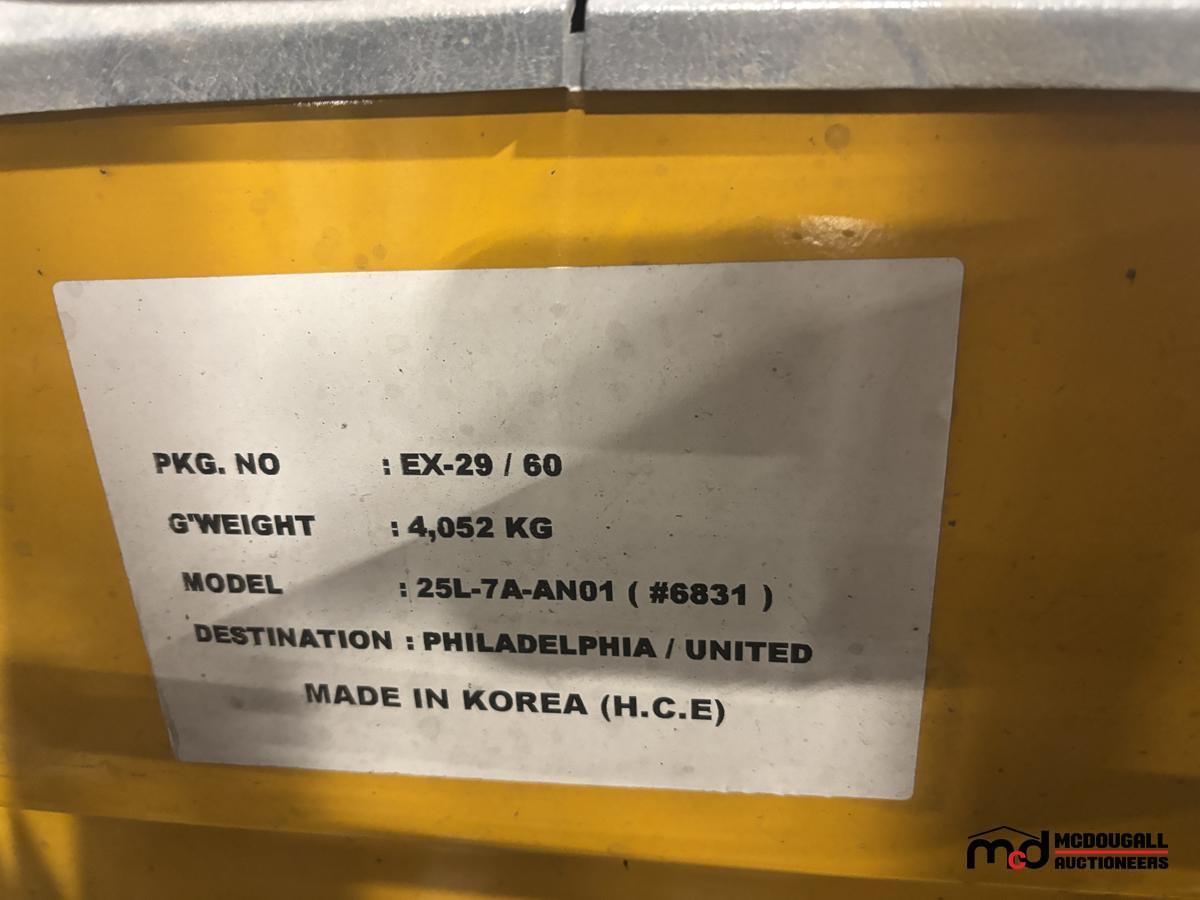 PKG. NO : EX-29 / 60
G'WEIGHT : 4,052 KG
MODEL : 25L-7A-AN01 ( #6831 )
DESTINATION : PHILADELPHIA / UNITED
MADE IN KOREA (H.C.E)
mcd MCDOUGALL
AUCTIONEERS